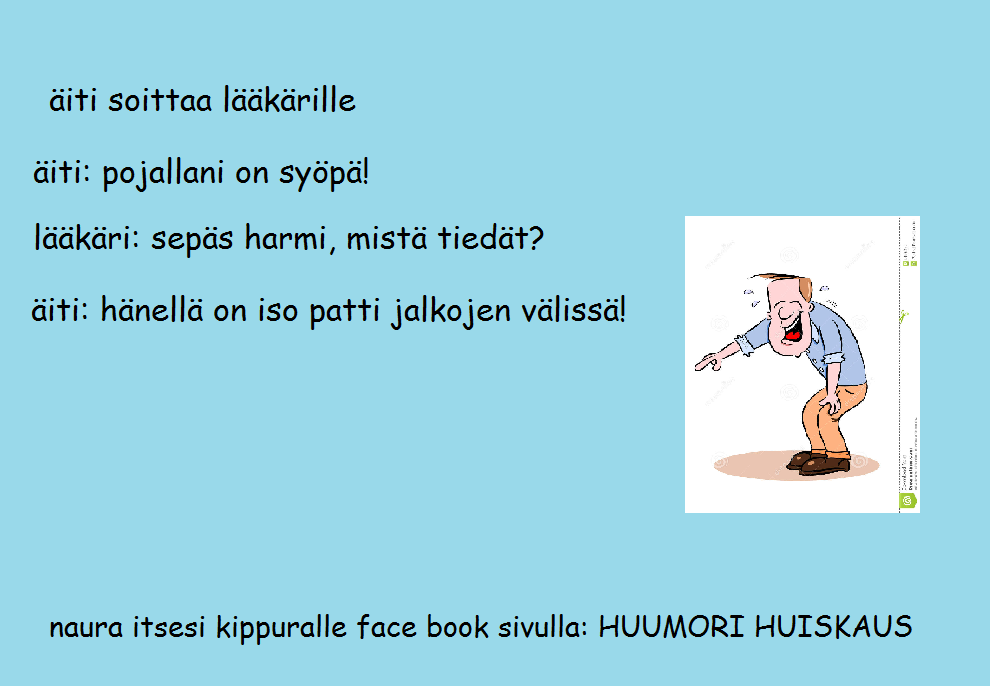 äiti soittaa lääkärille
äiti: pojallani on syöpä!
lääkäri: sepäs harmi, mistä tiedät?
äiti: hänellä on iso patti jalkojen välissä!
naura itsesi kippuralle face book sivulla: HUUMORI HUISKAUS